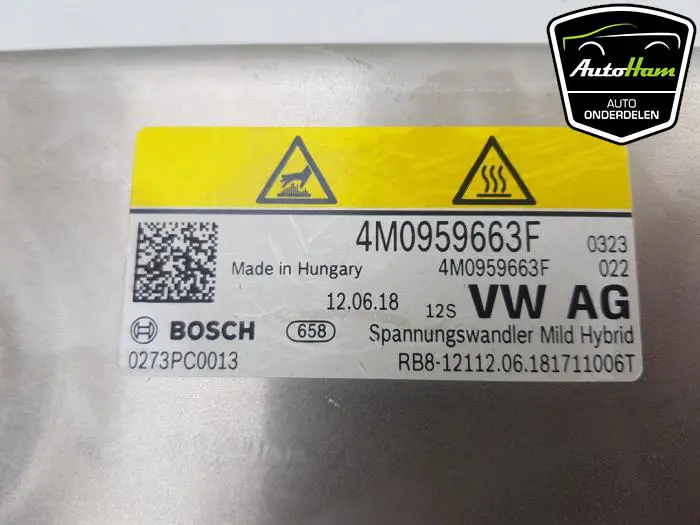 AutoHam
AUTO
ONDERDELEN
4M0959663F 0323
Made in Hungary 4M0959663F 022
12.06.18 12S VW AG
BOSCH 658 Spannungswandler Mild Hybrid
0273PC0013 RB8-12112.06.181711006T